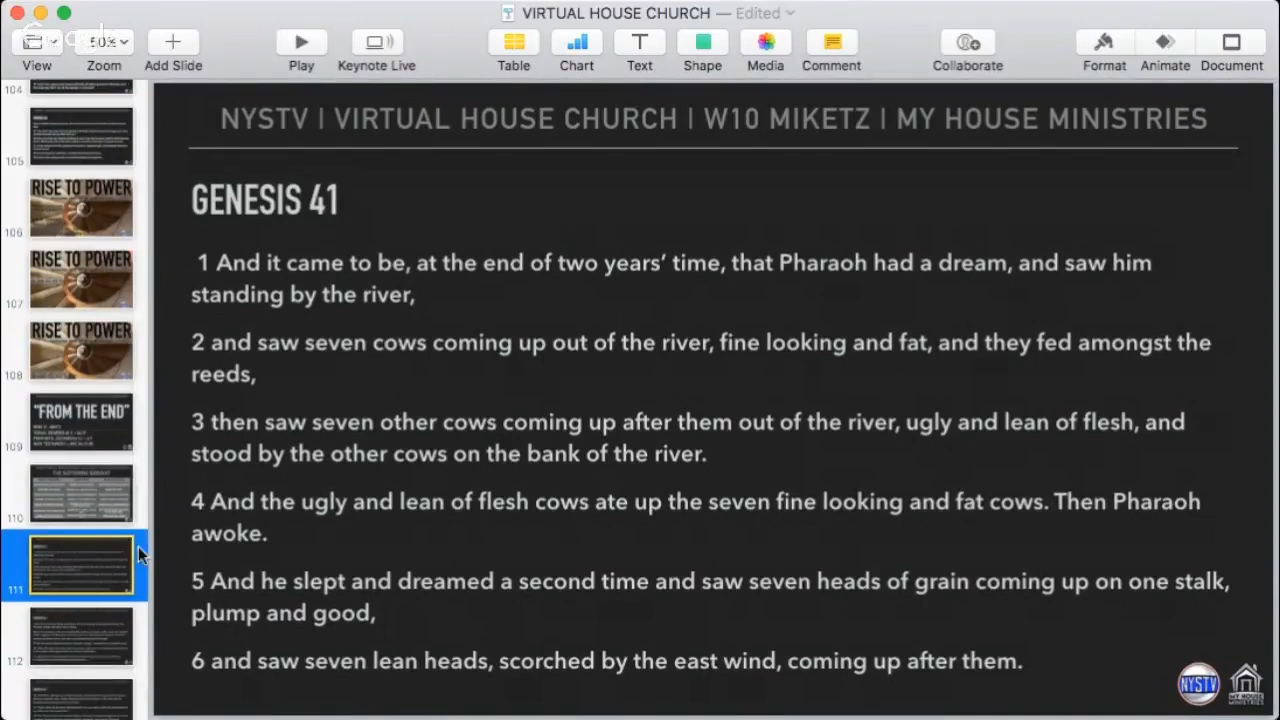 VIRTUAL HOUSE CHURCH — Edited
50%
View
Zoom
Add Slide
Play
Keynote Live
Table
Chart
Text
Shape
Media
Comment
Collaborate
Format
Animate
Document
104
105
RISE TO POWER
106
RISE TO POWER
107
RISE TO POWER
108
“FROM THE END”
109
THE SUFFERING SERVANT
110
111
112
NYSTV | VIRTUAL HOUSE CHURCH | W10 MIKETZ | MY HOUSE MINISTRIES
GENESIS 41
1 And it came to be, at the end of two years’ time, that Pharaoh had a dream, and saw him
standing by the river,
2 and saw seven cows coming up out of the river, fine looking and fat, and they fed amongst the
reeds,
3 then saw seven other cows coming up after them out of the river, ugly and lean of flesh, and
stood by the other cows on the bank of the river.
4 And the ugly and lean of flesh cows ate up the seven fine looking and fat cows. Then Pharaoh
awoke.
5 And he slept and dreamed a second time and saw seven heads of grain coming up on one stalk,
plump and good,
6 and saw seven lean heads, scorched by the east wind, coming up after them.
NYSTV
MY HOUSE
MINISTRIES